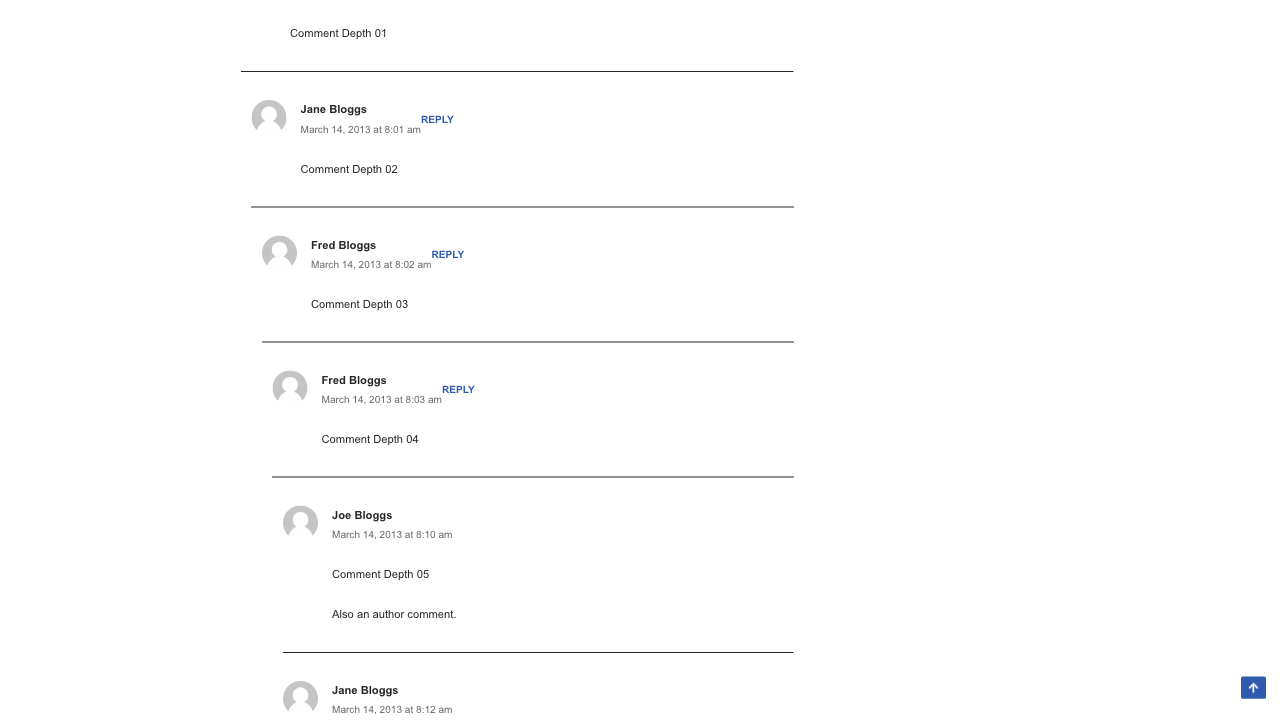 Comment Depth 01
Jane Bloggs
March 14, 2013 at 8:01 am
REPLY
Comment Depth 02
Fred Bloggs
March 14, 2013 at 8:02 am
REPLY
Comment Depth 03
Fred Bloggs
March 14, 2013 at 8:03 am
REPLY
Comment Depth 04
Joe Bloggs
March 14, 2013 at 8:10 am
Comment Depth 05
Also an author comment.
Jane Bloggs
March 14, 2013 at 8:12 am